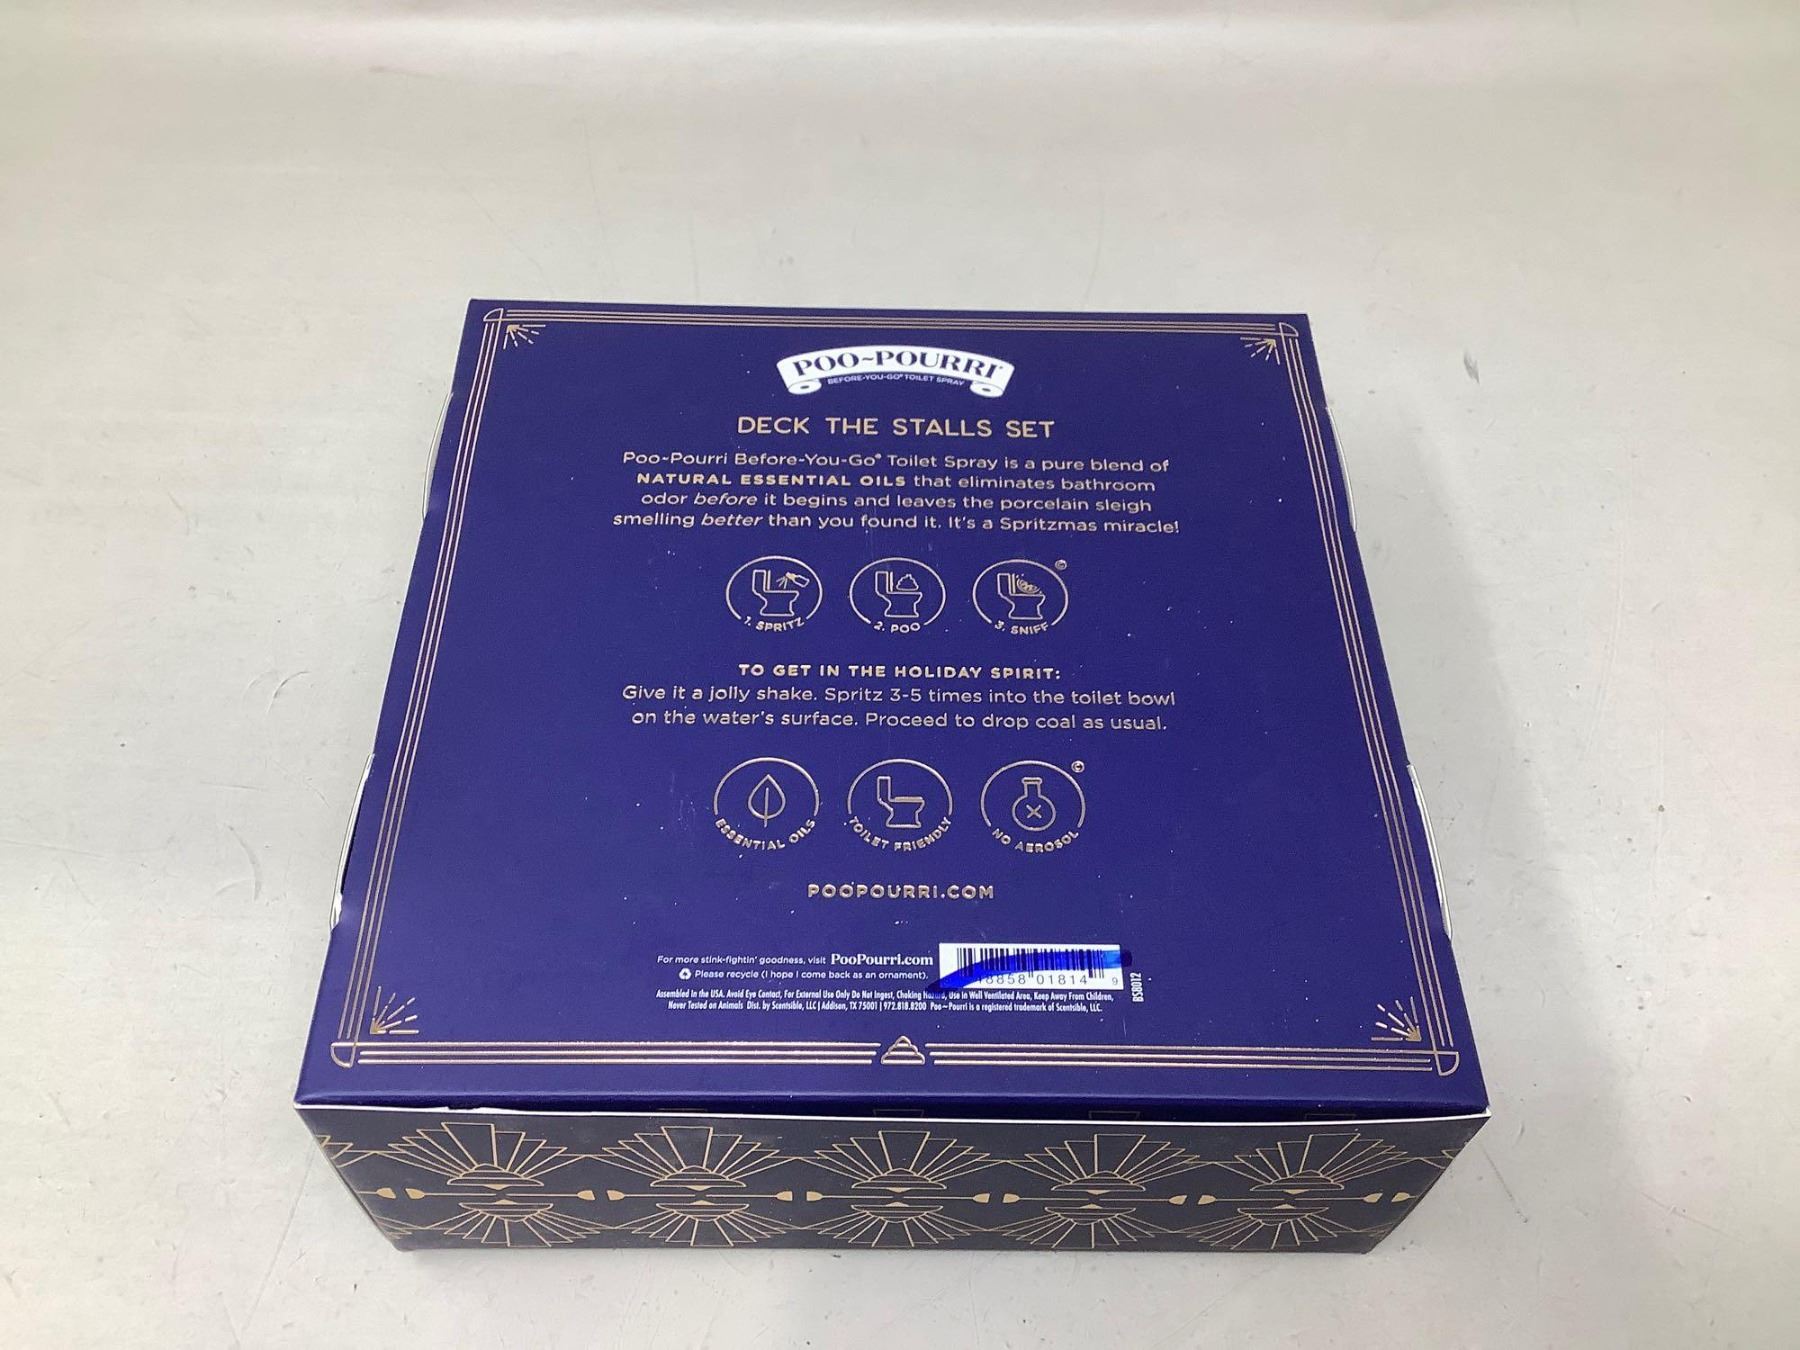 POO~POURRI
BEFORE-YOU-GO® TOILET SPRAY
DECK THE STALLS SET
Poo~Pourri Before-You-Go® Toilet Spray is a pure blend of
NATURAL ESSENTIAL OILS that eliminates bathroom
odor before it begins and leaves the porcelain sleigh
smelling better than you found it. It's a Spritzmas miracle!
©
1. SPRITZ 2. POO 3. SNIFF
TO GET IN THE HOLIDAY SPIRIT:
Give it a jolly shake. Spritz 3-5 times into the toilet bowl
on the water's surface. Proceed to drop coal as usual.
©
ESSENTIAL OILS TOILET FRIENDLY NO AEROSOL
POOPOURRI.COM
For more stink-fightin' goodness, visit PooPourri.com
Please recycle (I hope I come back as an ornament).
01814 9
BS0012
Assembled in the USA. Avoid Eye Contact, For External Use Only Do Not Ingest, Choking Hazard, Use in Well Ventilated Area, Keep Away From Children,
Never Tested on Animals Dist. by Scentsible, LLC | Addison, TX 75001 | 972.818.8200 Poo~Pourri is a registered trademark of Scentsible, LLC.